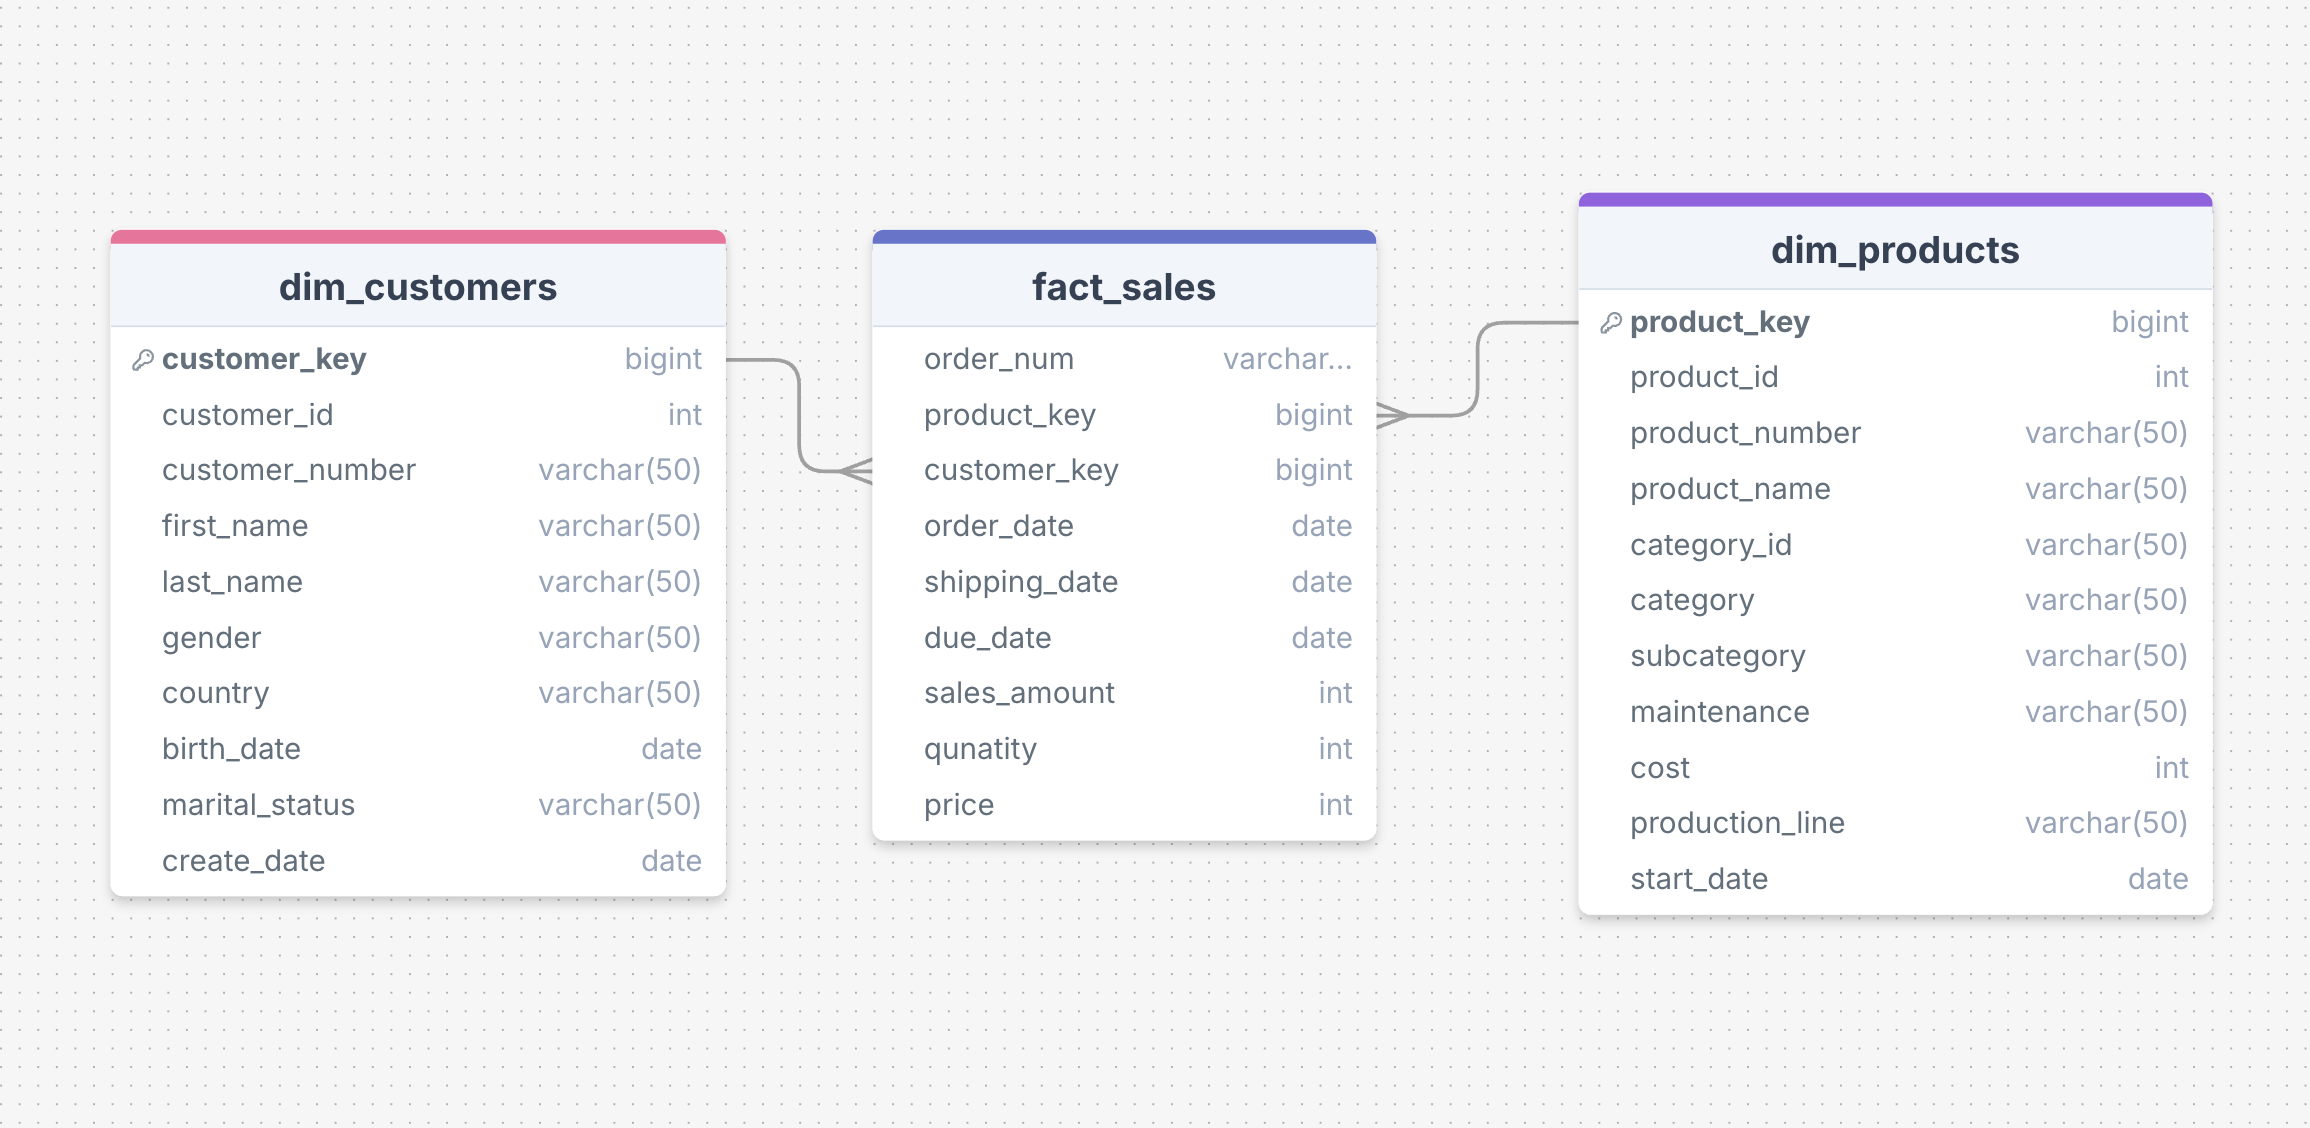 dim_customers
customer_key bigint
customer_id int
customer_number varchar(50)
first_name varchar(50)
last_name varchar(50)
gender varchar(50)
country varchar(50)
birth_date date
marital_status varchar(50)
create_date date
fact_sales
order_num varchar...
product_key bigint
customer_key bigint
order_date date
shipping_date date
due_date date
sales_amount int
qunatity int
price int
dim_products
product_key bigint
product_id int
product_number varchar(50)
product_name varchar(50)
category_id varchar(50)
category varchar(50)
subcategory varchar(50)
maintenance varchar(50)
cost int
production_line varchar(50)
start_date date